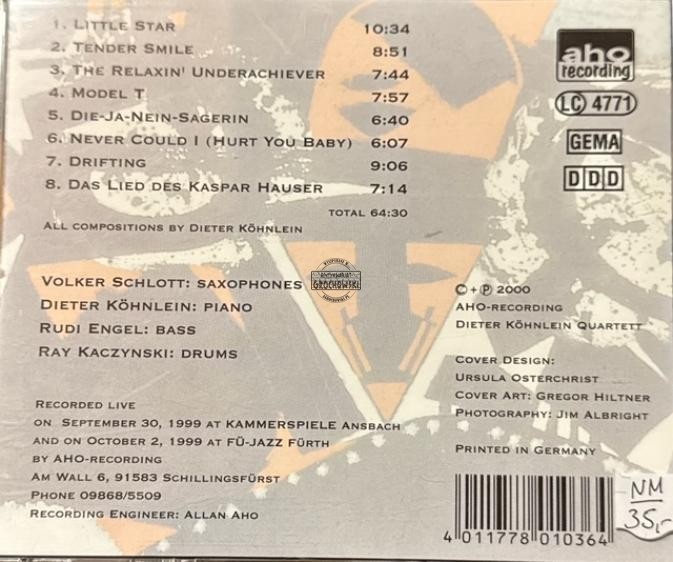 1. Little Star 10:34
2. Tender Smile 8:51
3. The Relaxin' Underachiever 7:44
4. Model T 7:57
5. Die-Ja-Nein-Sagerin 6:40
6. Never Could I (Hurt You Baby) 6:07
7. Drifting 9:06
8. Das Lied des Kaspar Hauser 7:14
total 64:30
All compositions by Dieter Köhnlein
Volker Schlott: saxophones
Dieter Köhnlein: piano
Rudi Engel: bass
Ray Kaczynski: drums
Recorded live
on September 30, 1999 at Kammerspiele Ansbach
and on October 2, 1999 at Fü-Jazz Fürth
by AHO-recording
Am Wall 6, 91583 Schillingsfürst
Phone 09868/5509
Recording Engineer: Allan Aho
aho
recording
LC 4771
GEMA
DDD
GROCHOWSKI
© + ℗ 2000
AHO-recording
Dieter Köhnlein Quartett
Cover Design:
Ursula Osterchrist
Cover Art: Gregor Hiltner
Photography: Jim Albright
Printed in Germany
4 011778 010364
NM
35,-